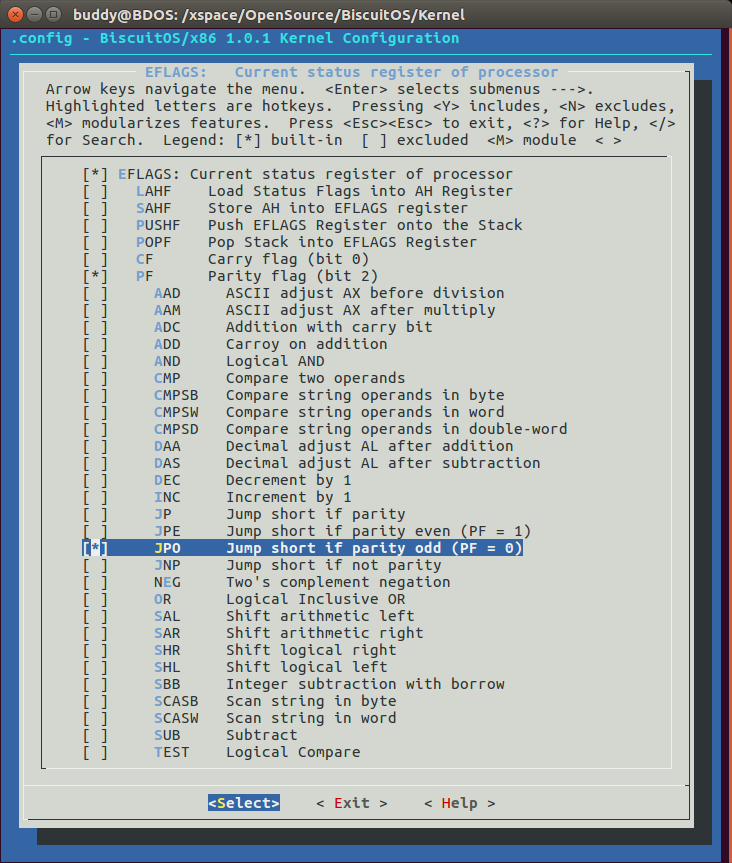 buddy@BDOS: /xspace/OpenSource/BiscuitOS/Kernel
.config - BiscuitOS/x86 1.0.1 Kernel Configuration
EFLAGS:   Current status register of processor
Arrow keys navigate the menu.  <Enter> selects submenus --->.
Highlighted letters are hotkeys.  Pressing <Y> includes, <N> excludes,
<M> modularizes features.  Press <Esc><Esc> to exit, <?> for Help, </>
for Search.  Legend: [*] built-in  [ ] excluded  <M> module  < >
[*] EFLAGS: Current status register of processor
[ ]   LAHF    Load Status Flags into AH Register
[ ]   SAHF    Store AH into EFLAGS register
[ ]   PUSHF   Push EFLAGS Register onto the Stack
[ ]   POPF    Pop Stack into EFLAGS Register
[ ]   CF      Carry flag (bit 0)
[*]   PF      Parity flag (bit 2)
[ ]     AAD     ASCII adjust AX before division
[ ]     AAM     ASCII adjust AX after multiply
[ ]     ADC     Addition with carry bit
[ ]     ADD     Carroy on addition
[ ]     AND     Logical AND
[ ]     CMP     Compare two operands
[ ]     CMPSB   Compare string operands in byte
[ ]     CMPSW   Compare string operands in word
[ ]     CMPSD   Compare string operands in double-word
[ ]     DAA     Decimal adjust AL after addition
[ ]     DAS     Decimal adjust AL after subtraction
[ ]     DEC     Decrement by 1
[ ]     INC     Increment by 1
[ ]     JP      Jump short if parity
[ ]     JPE     Jump short if parity even (PF = 1)
[*]     JPO     Jump short if parity odd (PF = 0)
[ ]     JNP     Jump short if not parity
[ ]     NEG     Two's complement negation
[ ]     OR      Logical Inclusive OR
[ ]     SAL     Shift arithmetic left
[ ]     SAR     Shift arithmetic right
[ ]     SHR     Shift logical right
[ ]     SHL     Shift logical left
[ ]     SBB     Integer subtraction with borrow
[ ]     SCASB   Scan string in byte
[ ]     SCASW   Scan string in word
[ ]     SUB     Subtract
[ ]     TEST    Logical Compare
<Select>    < Exit >    < Help >